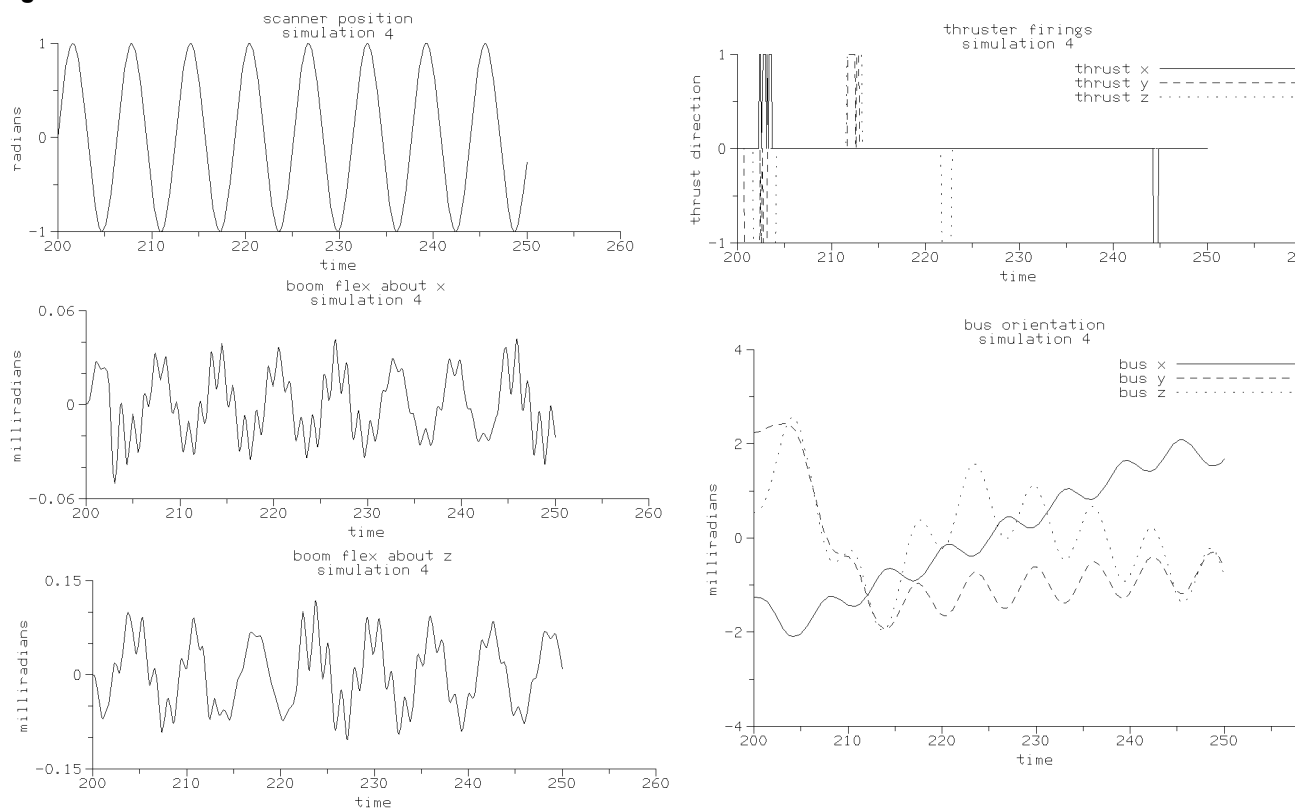 scanner position
simulation 4
1
0
−1
radians
200 210 220 230 240 250 260
time
boom flex about x
simulation 4
0.06
0
−0.06
milliradians
200 210 220 230 240 250 260
time
boom flex about z
simulation 4
0.15
0
−0.15
milliradians
200 210 220 230 240 250 260
time
thruster firings
simulation 4
thrust x
thrust y
thrust z
1
0
−1
thrust direction
200 210 220 230 240 250
time
bus orientation
simulation 4
bus x
bus y
bus z
4
2
0
−2
−4
milliradians
200 210 220 230 240 250
time